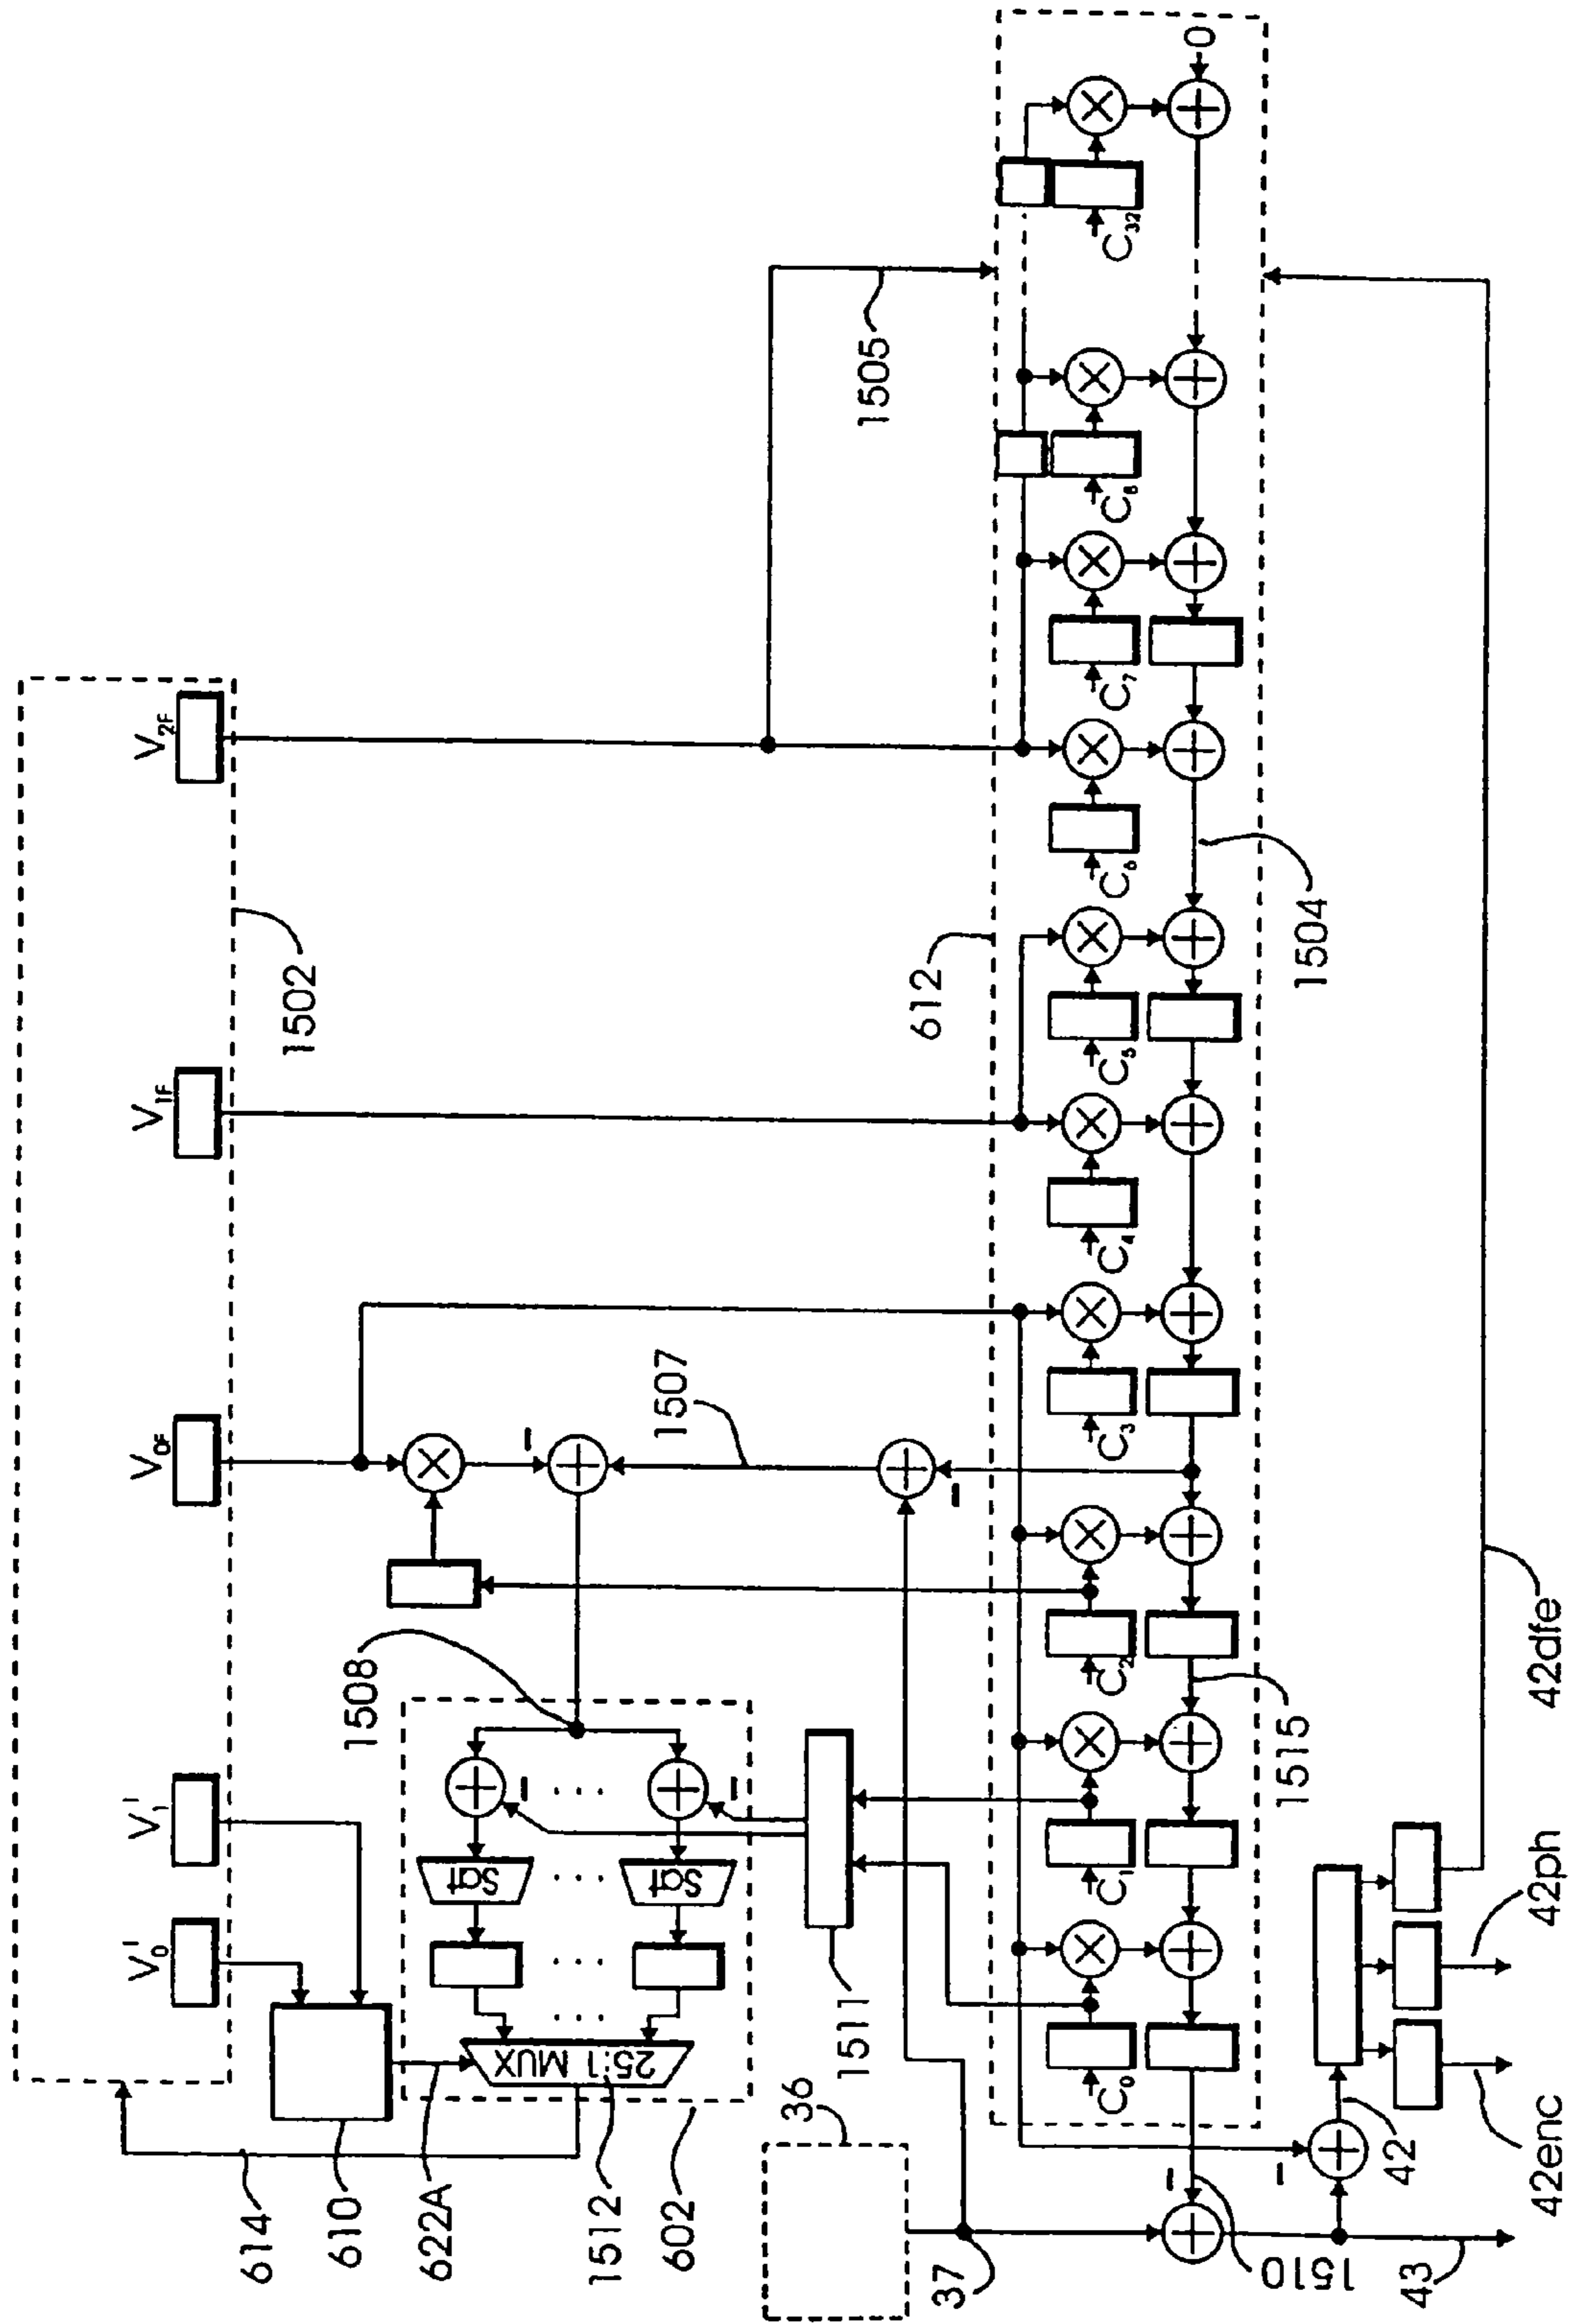 V₀ᴵ
V₁ᴵ
V₀F
V₁F
V₂F
1502
614
610
622A
1512
602
25:1 MUX
Sqt
Sqt
. . .
. . .
. . .
. . .
1508
1507
1505
1511
36
37
612
C₀
C₁
C₂
C₃
C₄
C₅
C₆
C₇
C₈
C₃₂
0
1504
1515
1510
43
42
42enc
42ph
42dfe